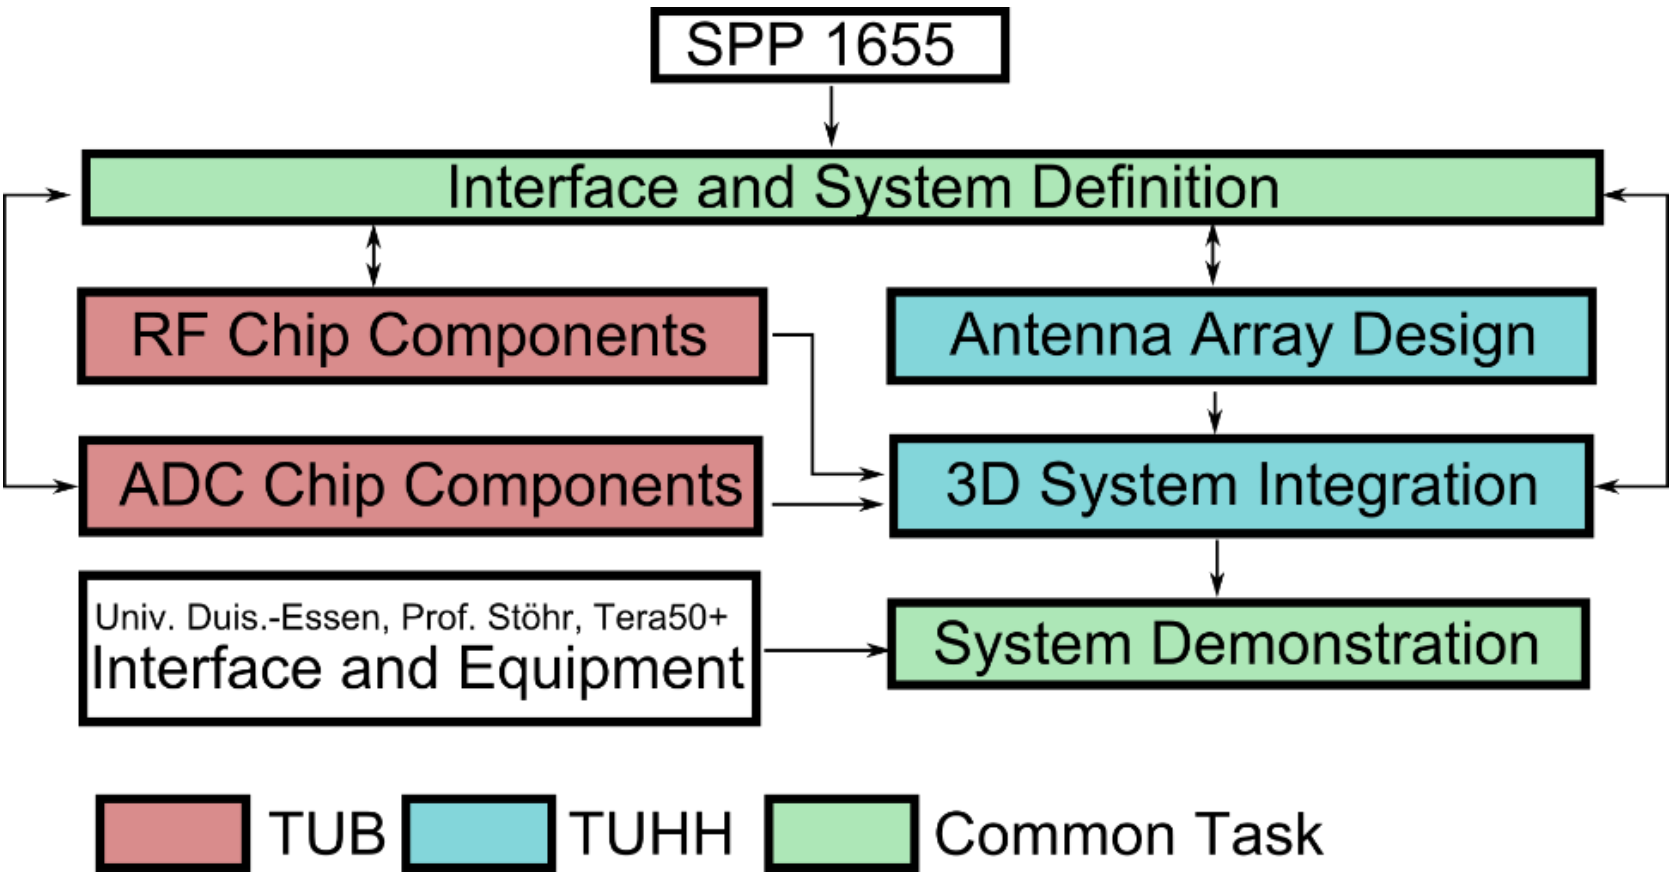 SPP 1655
Interface and System Definition
RF Chip Components
Antenna Array Design
ADC Chip Components
3D System Integration
Univ. Duis.-Essen, Prof. Stöhr, Tera50+
Interface and Equipment
System Demonstration
TUB
TUHH
Common Task